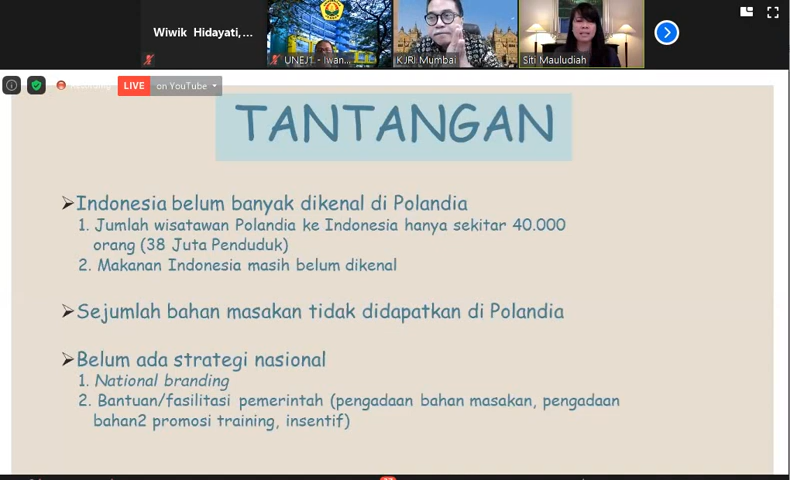 Wiwik Hidayati,...
UNEJ1 - Iwan...
KJRI Mumbai
Siti Mauludiah
LIVE on YouTube
TANTANGAN
➢Indonesia belum banyak dikenal di Polandia
1. Jumlah wisatawan Polandia ke Indonesia hanya sekitar 40.000
orang (38 Juta Penduduk)
2. Makanan Indonesia masih belum dikenal
➢Sejumlah bahan masakan tidak didapatkan di Polandia
➢Belum ada strategi nasional
1. National branding
2. Bantuan/fasilitasi pemerintah (pengadaan bahan masakan, pengadaan
bahan2 promosi training, insentif)